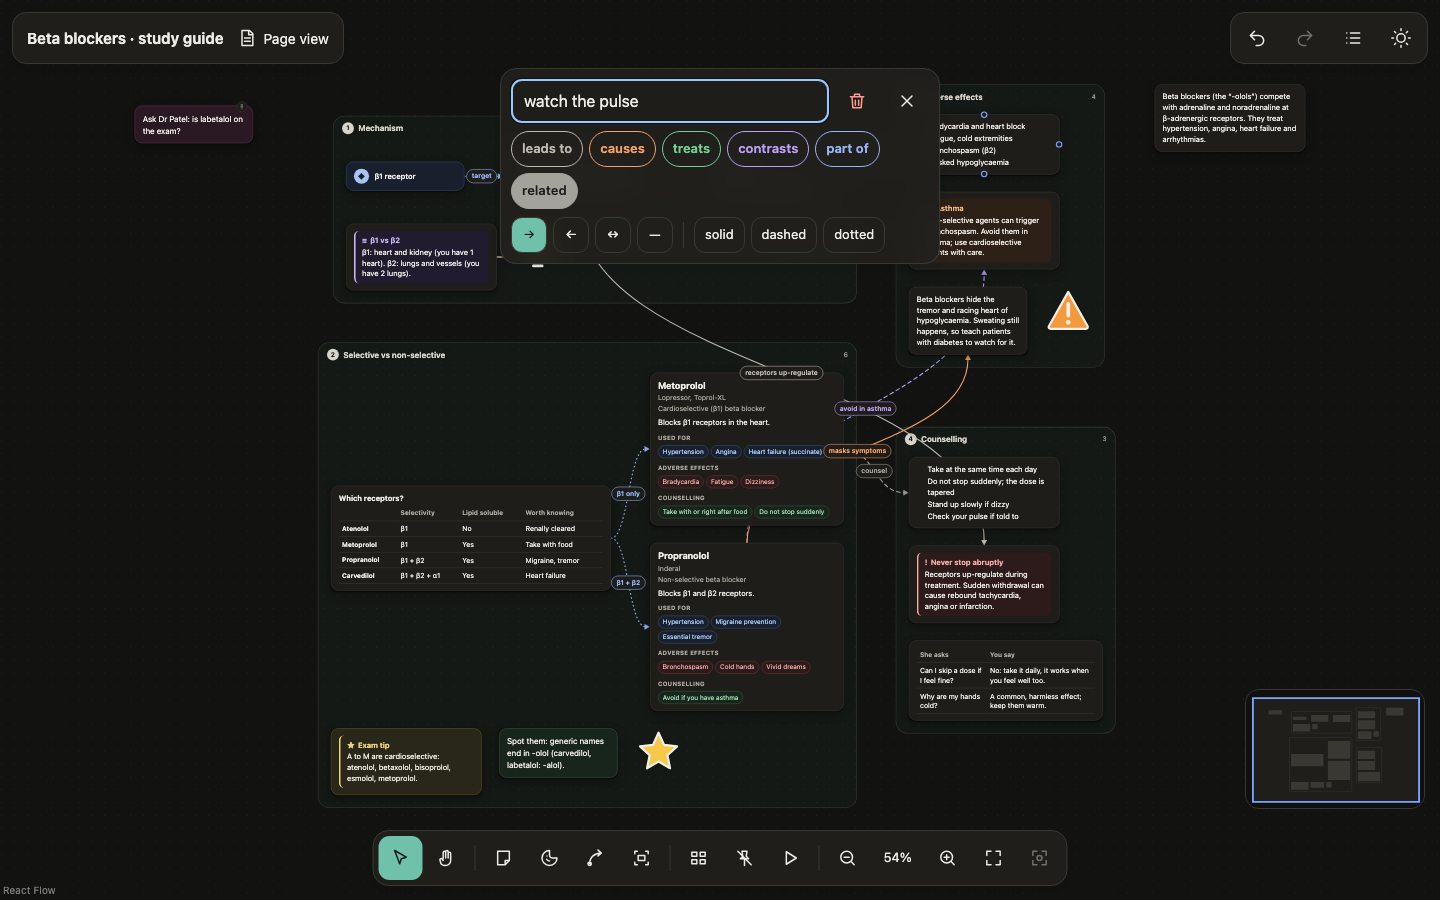 Beta blockers · study guide
Page view
watch the pulse
leads to
causes
treats
contrasts
part of
related
solid
dashed
dotted
Ask Dr Patel: is labetalol on
the exam?
1 Mechanism
β1 receptor
target
≡ β1 vs β2
β1: heart and kidney (you have 1
heart). β2: lungs and vessels (you
have 2 lungs).
4
Beta blockers (the "-olols") compete
with adrenaline and noradrenaline at
β-adrenergic receptors. They treat
hypertension, angina, heart failure and
arrhythmias.
effects
and heart block
cold extremities
(β2)
hypoglycaemia
-selective agents can trigger
Avoid them in
use cardioselective
with care.
Beta blockers hide the
tremor and racing heart of
hypoglycaemia. Sweating still
happens, so teach patients
with diabetes to watch for it.
2 Selective vs non-selective
6
receptors up-regulate
Metoprolol
Lopressor, Toprol-XL
Cardioselective (β1) beta blocker
Blocks β1 receptors in the heart.
USED FOR
Hypertension
Angina
Heart failure (succinate)
ADVERSE EFFECTS
Bradycardia
Fatigue
Dizziness
COUNSELLING
Take with or right after food
Do not stop suddenly
avoid in asthma
masks symptoms
counsel
β1 only
β1 + β2
Which receptors?
Selectivity Lipid soluble Worth knowing
Atenolol β1 No Renally cleared
Metoprolol β1 Yes Take with food
Propranolol β1 + β2 Yes Migraine, tremor
Carvedilol β1 + β2 + α1 Yes Heart failure
Propranolol
Inderal
Non-selective beta blocker
Blocks β1 and β2 receptors.
USED FOR
Hypertension
Migraine prevention
Essential tremor
ADVERSE EFFECTS
Bronchospasm
Cold hands
Vivid dreams
COUNSELLING
Avoid if you have asthma
4 Counselling
3
Take at the same time each day
Do not stop suddenly; the dose is
tapered
Stand up slowly if dizzy
Check your pulse if told to
! Never stop abruptly
Receptors up-regulate during
treatment. Sudden withdrawal can
cause rebound tachycardia,
angina or infarction.
She asks You say
Can I skip a dose if No: take it daily, it works when
I feel fine? you feel well too.
Why are my hands A common, harmless effect;
cold? keep them warm.
Exam tip
A to M are cardioselective:
atenolol, betaxolol, bisoprolol,
esmolol, metoprolol.
Spot them: generic names
end in -olol (carvedilol,
labetalol: -alol).
54%
React Flow